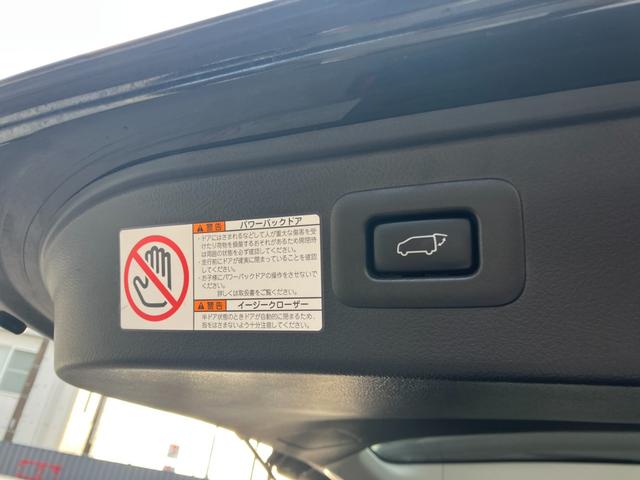 警告 パワーバックドア
・ドアにはさまれるなどして人が重大な傷害を受
けたり荷物を損傷するおそれがあるため開閉時
は周囲の状態を必ず確認してください。
・走行前にドアが確実に閉まっていることを確認
してください。
・お子様にパワーバックドアの操作をさせないで
ください。
詳しくは取扱書をご覧ください。
警告 イージークローザー
半ドア状態のときドアが自動的に閉まるため、
指をはさまないよう十分注意してください。